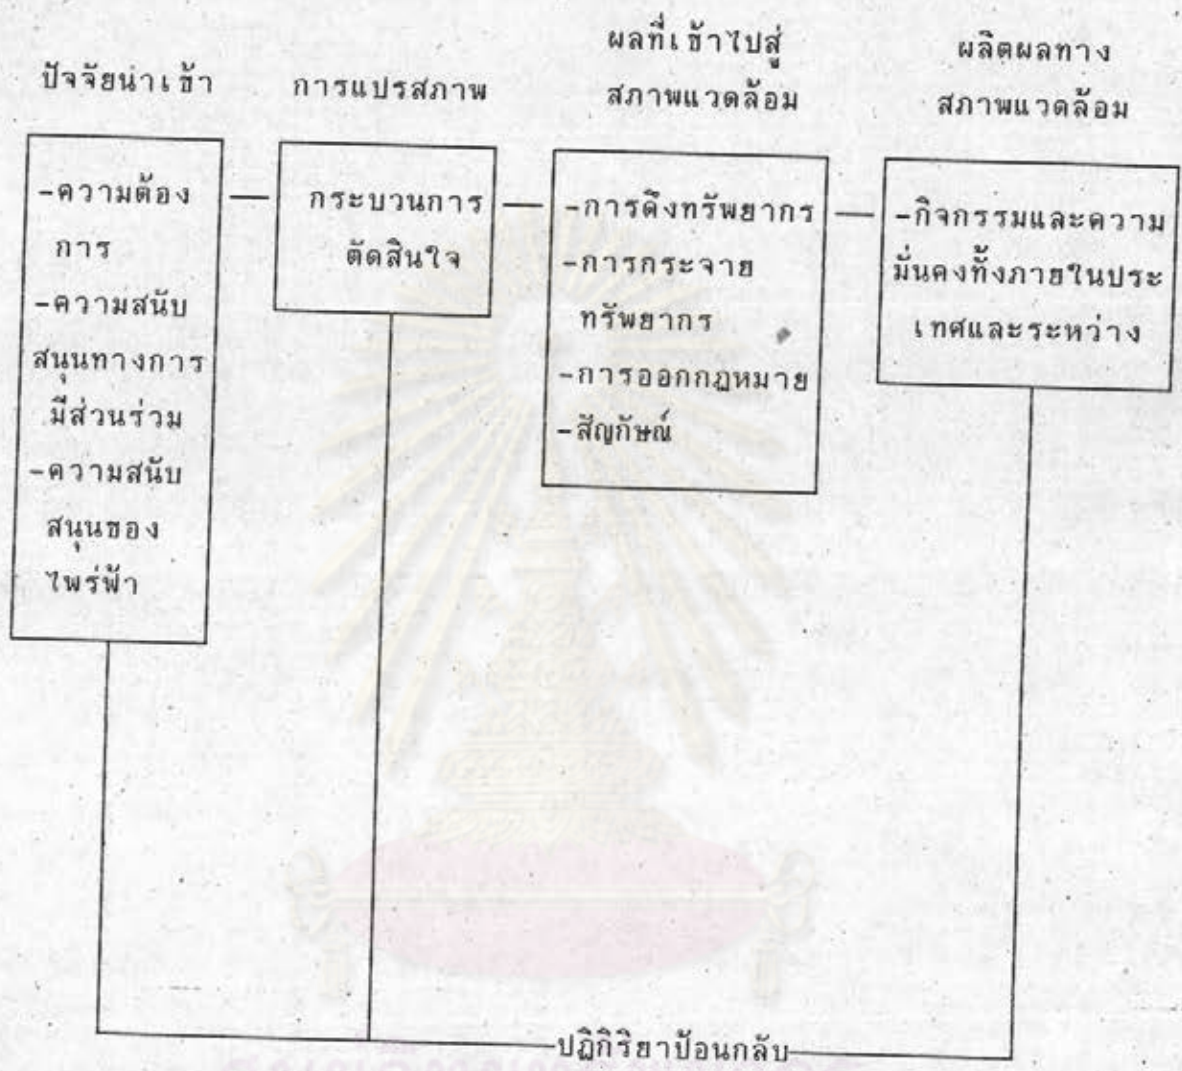 ปัจจัยนำเข้า
การแปรสภาพ
ผลที่เข้าไปสู่
สภาพแวดล้อม
ผลิตผลทาง
สภาพแวดล้อม
-ความต้อง
การ
-ความสนับ
สนุนทางการ
มีส่วนร่วม
-ความสนับ
สนุนของ
ไพร่ฟ้า
กระบวนการ
ตัดสินใจ
-การดึงทรัพยากร
-การกระจาย
ทรัพยากร
-การออกกฎหมาย
-สัญกัษณ์
-กิจกรรมและความ
มั่นคงทั้งภายในประ
เทศและระหว่าง
ปฏิกิริยาป้อนกลับ